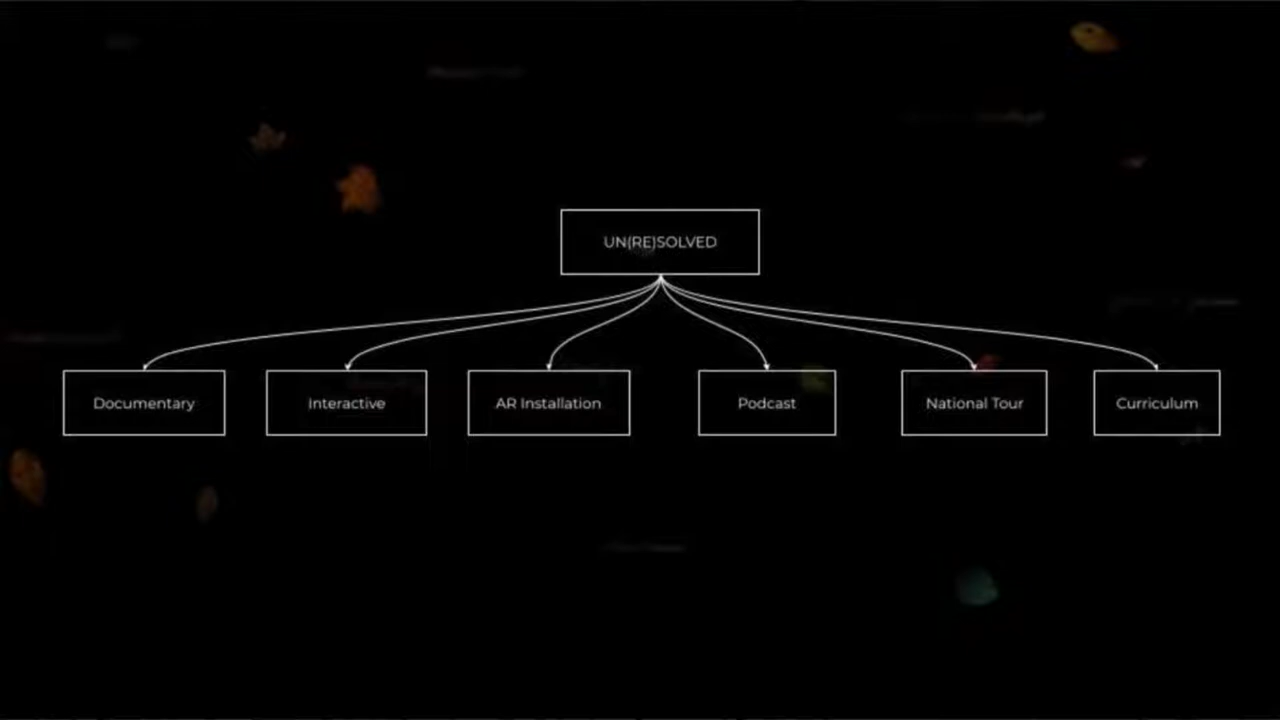 UN(RE)SOLVED
Documentary
Interactive
AR Installation
Podcast
National Tour
Curriculum